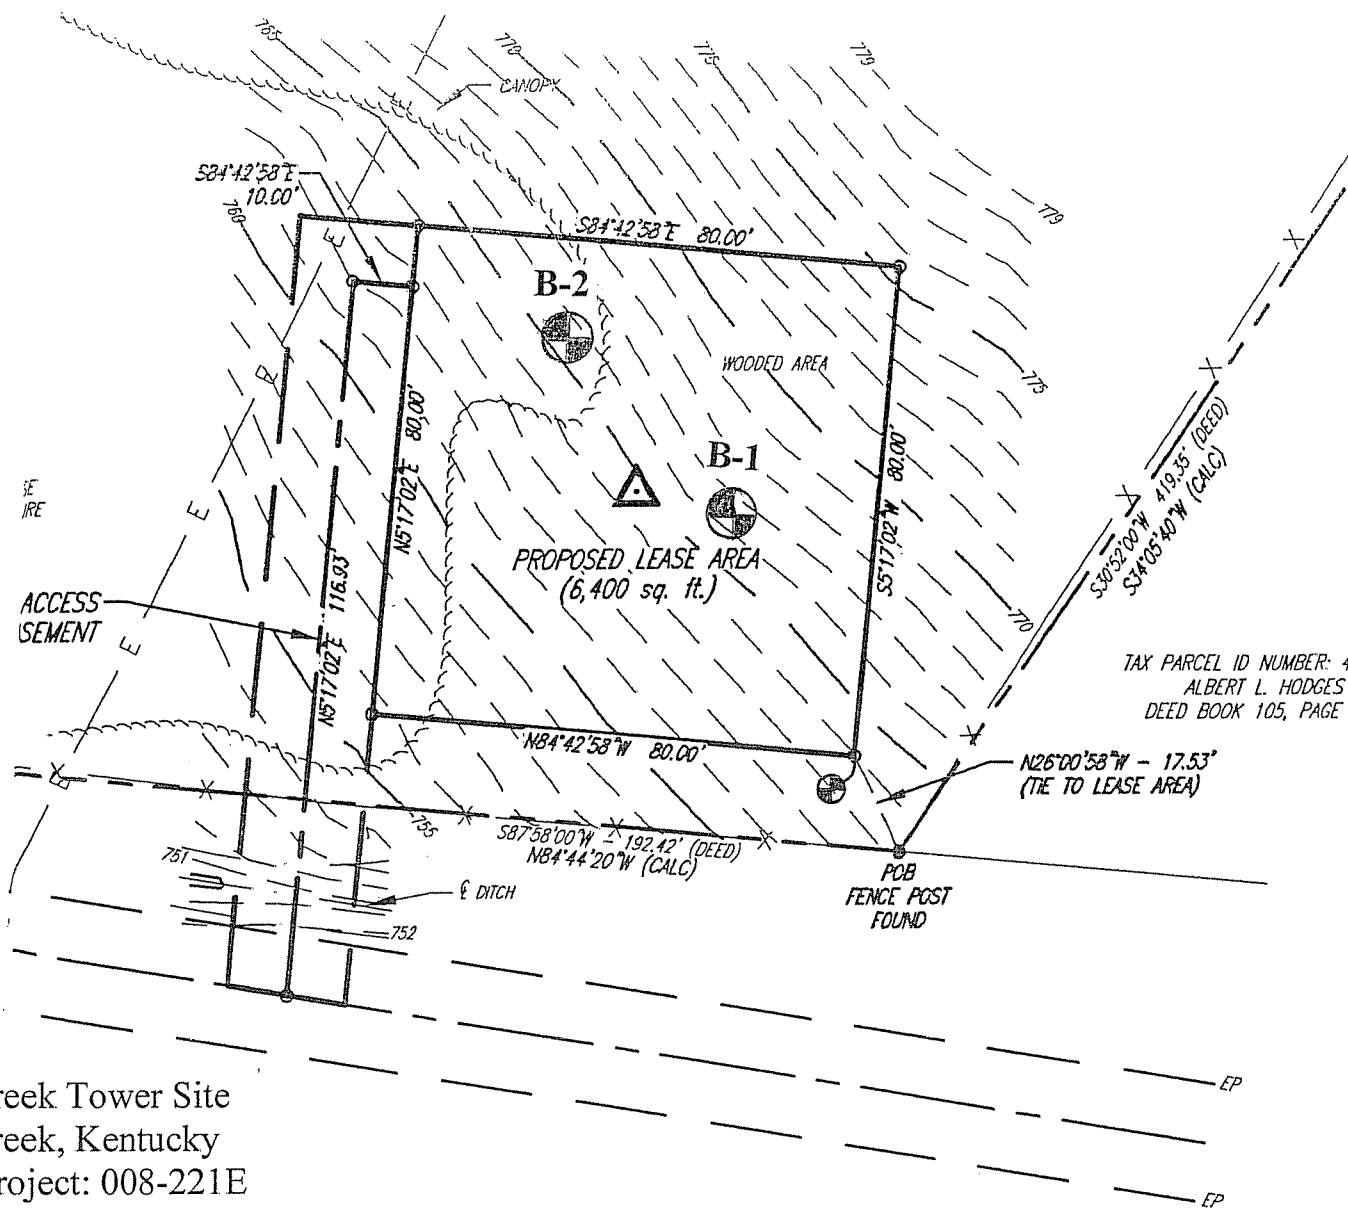 765
770
775
779
CANOPY
S84°42'58"E
10.00'
760
E
S84°42'58"E 80.00'
779
B-2
WOODED AREA
775
E
N5°17'02"E 80.00'
B-1
S5°17'02"W 80.00'
S30°52'00"W 419.35' (DEED)
S34°05'40"W (CALC)
SE
IRE
E
PROPOSED LEASE AREA
(6,400 sq. ft.)
N5°17'02"E 116.93'
ACCESS
SEMENT
E
770
TAX PARCEL ID NUMBER: 4
ALBERT L. HODGES
DEED BOOK 105, PAGE
N84°42'58"W 80.00'
N26°00'58"W - 17.53'
(TIE TO LEASE AREA)
E
755
S87°58'00"W - 192.42' (DEED)
N84°44'20"W (CALC)
751
POB
FENCE POST
FOUND
℄ DITCH
752
EP
EP
reek Tower Site
reek, Kentucky
roject: 008-221E